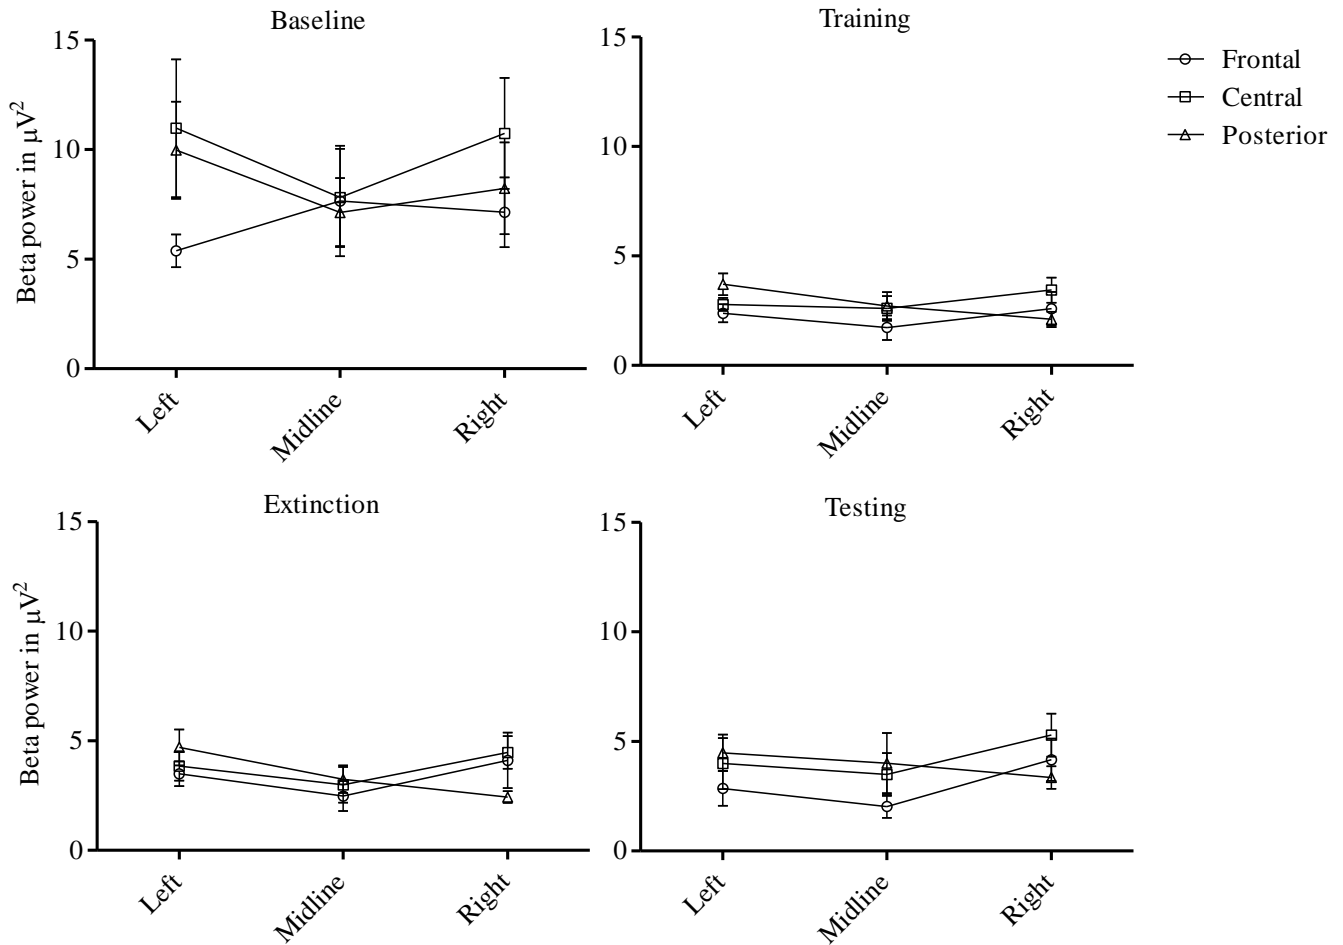 Baseline
Beta power in μV²
15
10
5
0
Left
Midline
Right
Training
15
10
5
0
Left
Midline
Right
Frontal
Central
Posterior
Extinction
Beta power in μV²
15
10
5
0
Left
Midline
Right
Testing
15
10
5
0
Left
Midline
Right